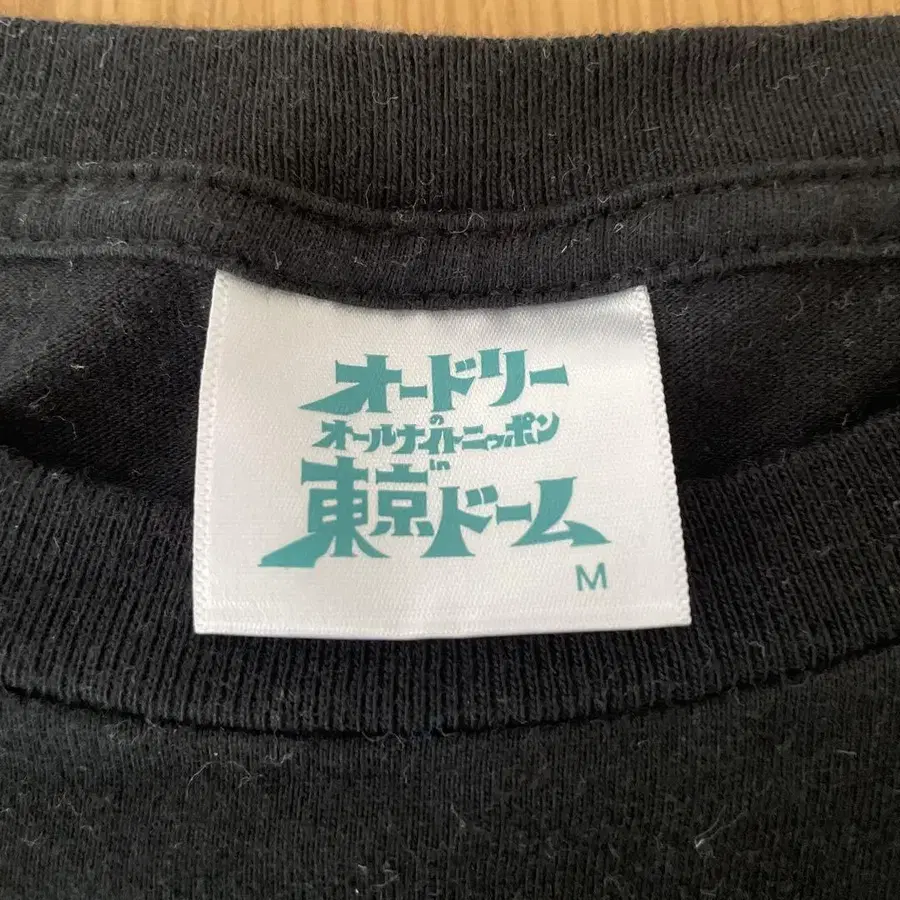 オードリー
の
オールナイトニッポン
in
東京ドーム
M